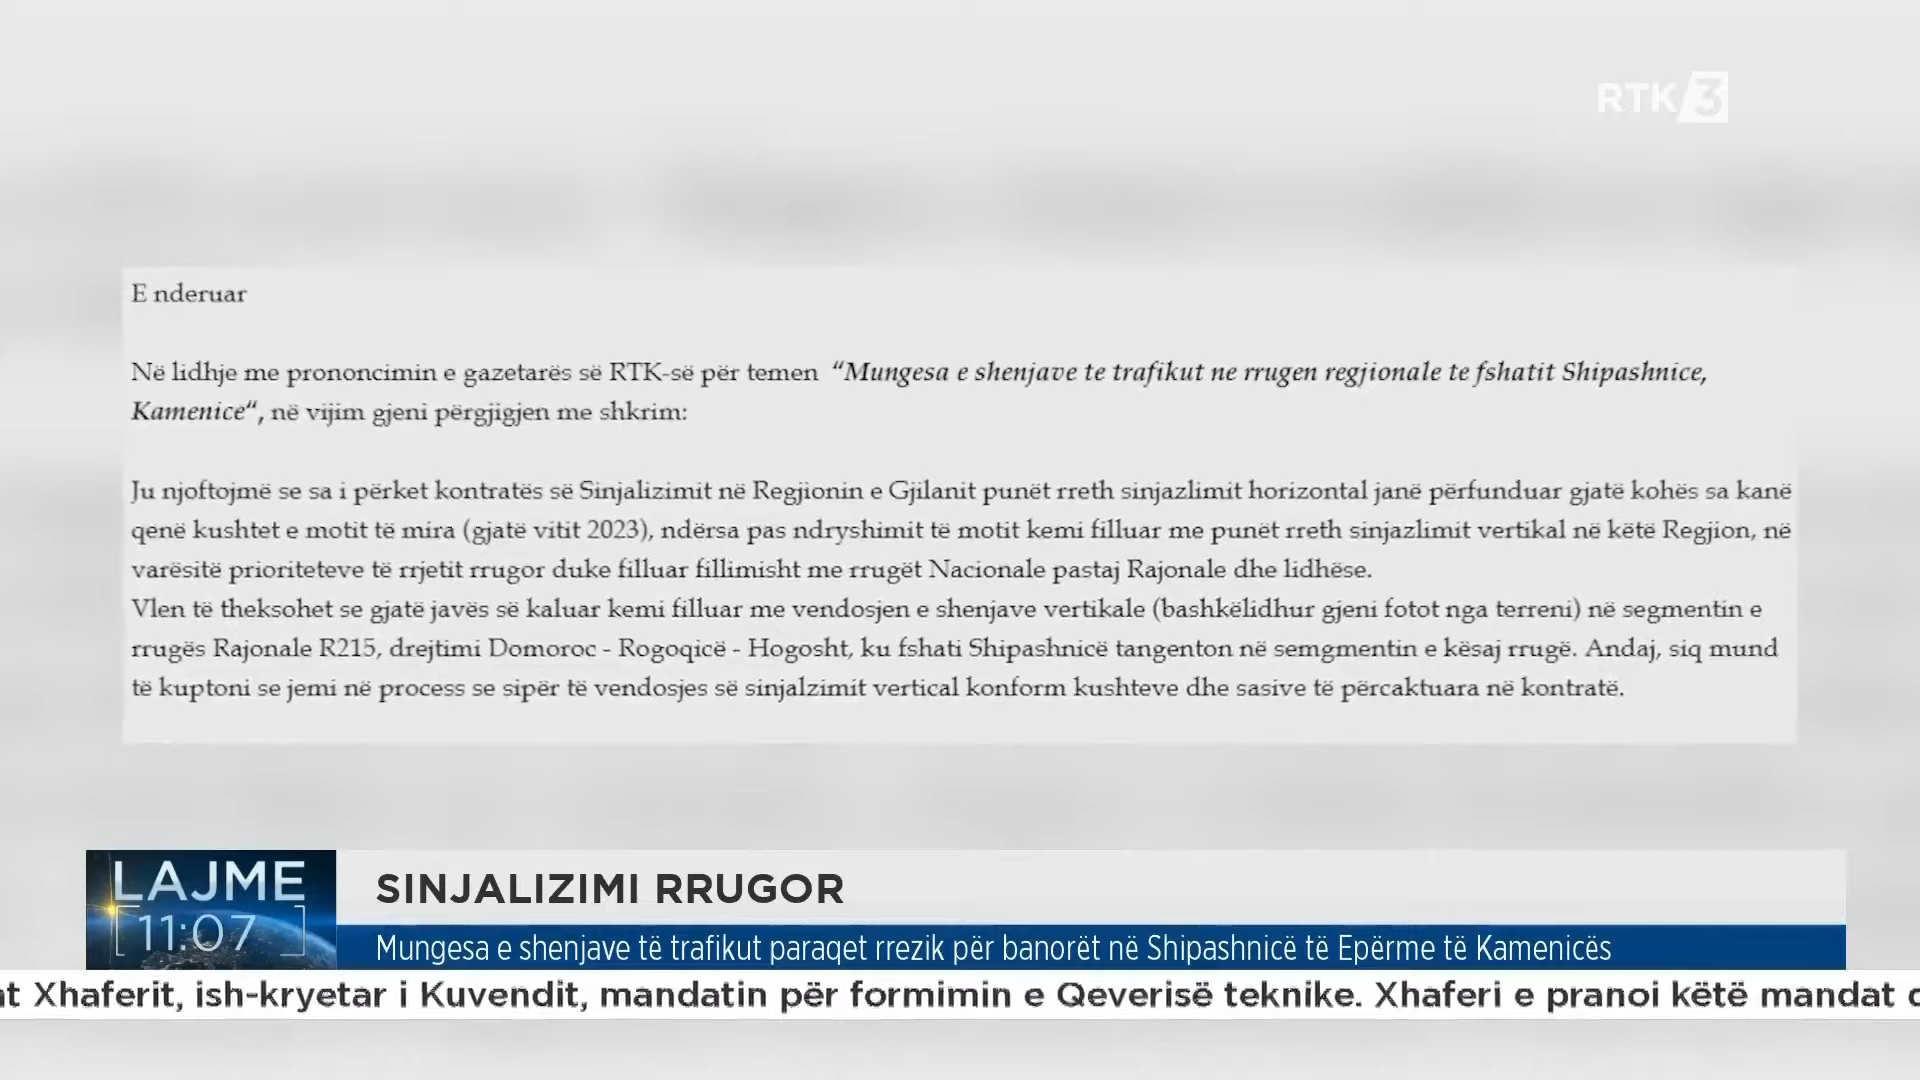 RTK 3
E nderuar
Në lidhje me prononcimin e gazetarës së RTK-së për temen “Mungesa e shenjave te trafikut ne rrugen regjionale te fshatit Shipashnice,
Kamenice“, në vijim gjeni përgjigjen me shkrim:
Ju njoftojmë se sa i përket kontratës së Sinjalizimit në Regjionin e Gjilanit punët rreth sinjazlimit horizontal janë përfunduar gjatë kohës sa kanë
qenë kushtet e motit të mira (gjatë vitit 2023), ndërsa pas ndryshimit të motit kemi filluar me punët rreth sinjazlimit vertikal në këtë Regjion, në
varësitë prioriteteve të rrjetit rrugor duke filluar fillimisht me rrugët Nacionale pastaj Rajonale dhe lidhëse.
Vlen të theksohet se gjatë javës së kaluar kemi filluar me vendosjen e shenjave vertikale (bashkëlidhur gjeni fotot nga terreni) në segmentin e
rrugës Rajonale R215, drejtimi Domoroc - Rogoqicë - Hogosht, ku fshati Shipashnicë tangenton në semgmentin e kësaj rrugë. Andaj, siq mund
të kuptoni se jemi në process se sipër të vendosjes së sinjalzimit vertical konform kushteve dhe sasive të përcaktuara në kontratë.
LAJME
11:07
SINJALIZIMI RRUGOR
Mungesa e shenjave të trafikut paraqet rrezik për banorët në Shipashnicë të Epërme të Kamenicës
Xhaferit, ish-kryetar i Kuvendit, mandatin për formimin e Qeverisë teknike. Xhaferi e pranoi këtë mandat